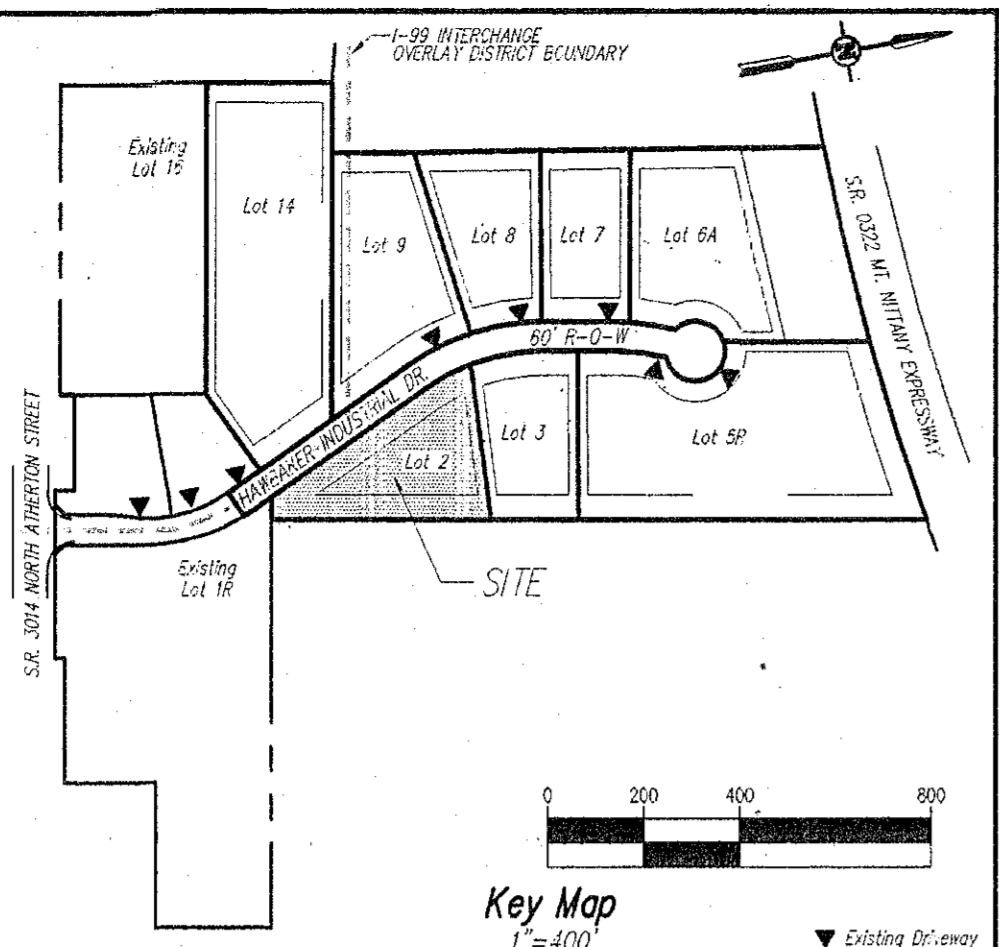 I-99 INTERCHANGE
OVERLAY DISTRICT BOUNDARY
Z
Existing
Lot 16
Lot 14
Lot 9
Lot 8
Lot 7
Lot 6A
S.R. 0322 MT. NITTANY EXPRESSWAY
60' R-O-W
HAWBAKER-INDUSTRIAL DR.
Lot 2
Lot 3
Lot 5R
S.R. 3014 NORTH ATHERTON STREET
Existing
Lot 1R
SITE
0 200 400 800
Key Map
1"=400'
Existing Driveway